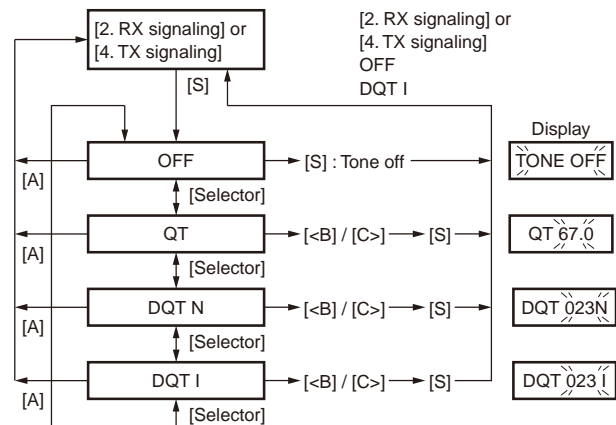 [2. RX signaling] or
[4. TX signaling]
[2. RX signaling] or
[4. TX signaling]
OFF
DQT I
[S]
Display
OFF
[S] : Tone off
TONE OFF
[A]
[Selector]
QT
[<B] / [C>]
[S]
QT 67.0
[A]
[Selector]
DQT N
[<B] / [C>]
[S]
DQT 023N
[A]
[Selector]
DQT I
[<B] / [C>]
[S]
DQT 023 I
[A]
[Selector]